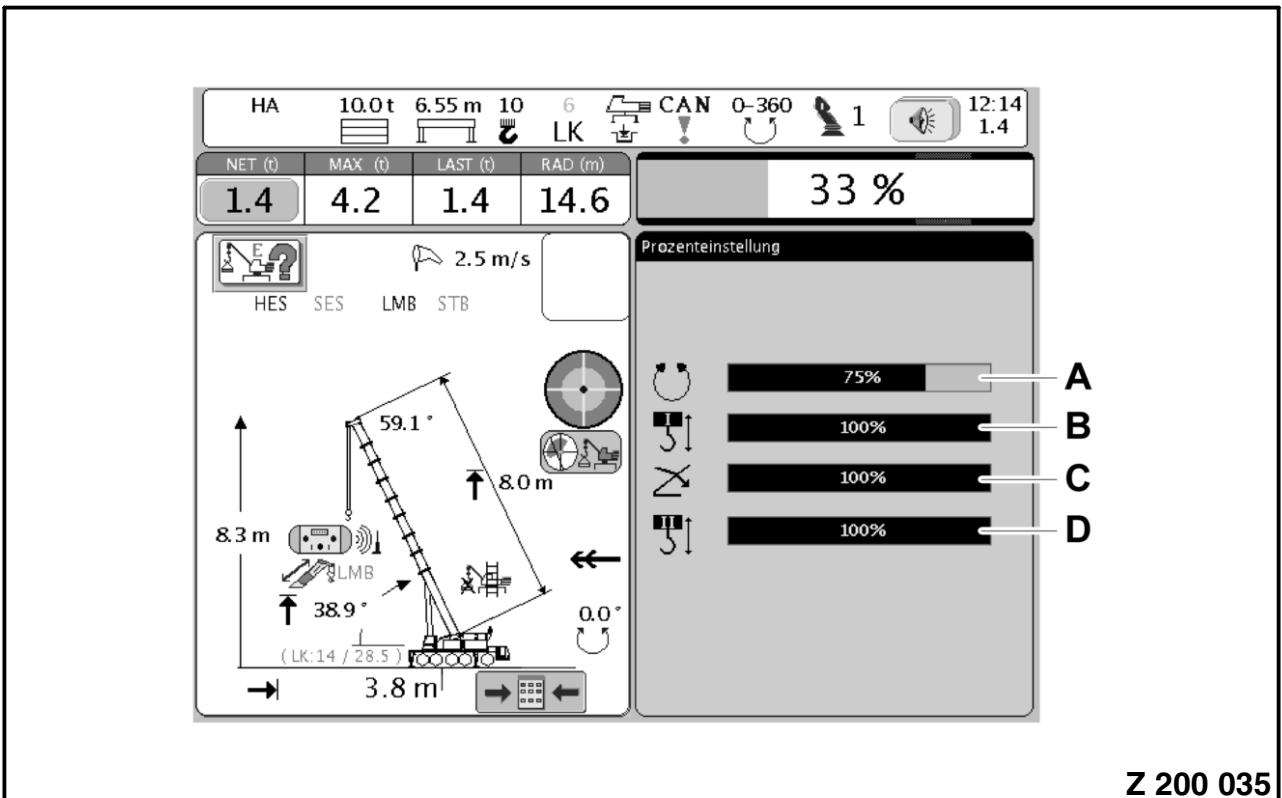 HA 10.0 t 6.55 m 10 6 CAN 0-360 1 12:14
LK 1.4
NET (t) MAX (t) LAST (t) RAD (m)
1.4 4.2 1.4 14.6
33 %
E ?
2.5 m/s
HES SES LMB STB
59.1 °
8.0 m
8.3 m
LMB
38.9 °
0.0 °
( LK:14 / 28.5 )
3.8 m
Prozenteinstellung
75% A
I 100% B
100% C
II 100% D
Z 200 035